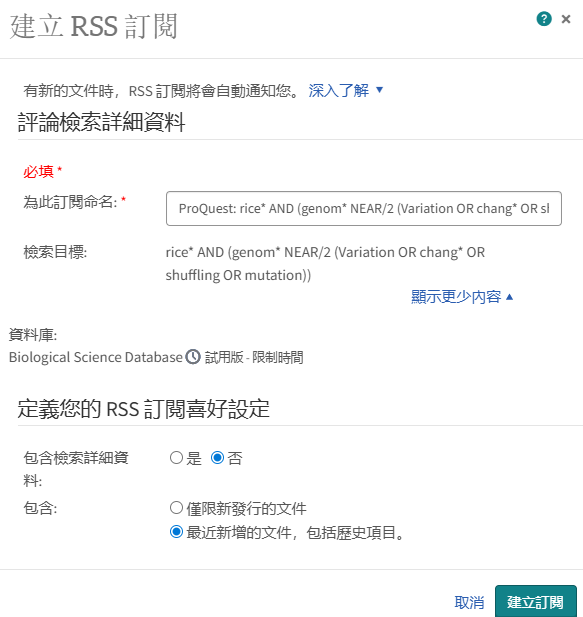 建立 RSS 訂閱
? ×
有新的文件時，RSS 訂閱將會自動通知您。 深入了解 ▼
評論檢索詳細資料
必填 *
為此訂閱命名: *
ProQuest: rice* AND (genom* NEAR/2 (Variation OR chang* OR sh
檢索目標:
rice* AND (genom* NEAR/2 (Variation OR chang* OR
shuffling OR mutation))
顯示更少內容 ▲
資料庫:
Biological Science Database 試用版 - 限制時間
定義您的 RSS 訂閱喜好設定
包含檢索詳細資
料:
是 否
包含:
僅限新發行的文件
最近新增的文件，包括歷史項目。
取消 建立訂閱